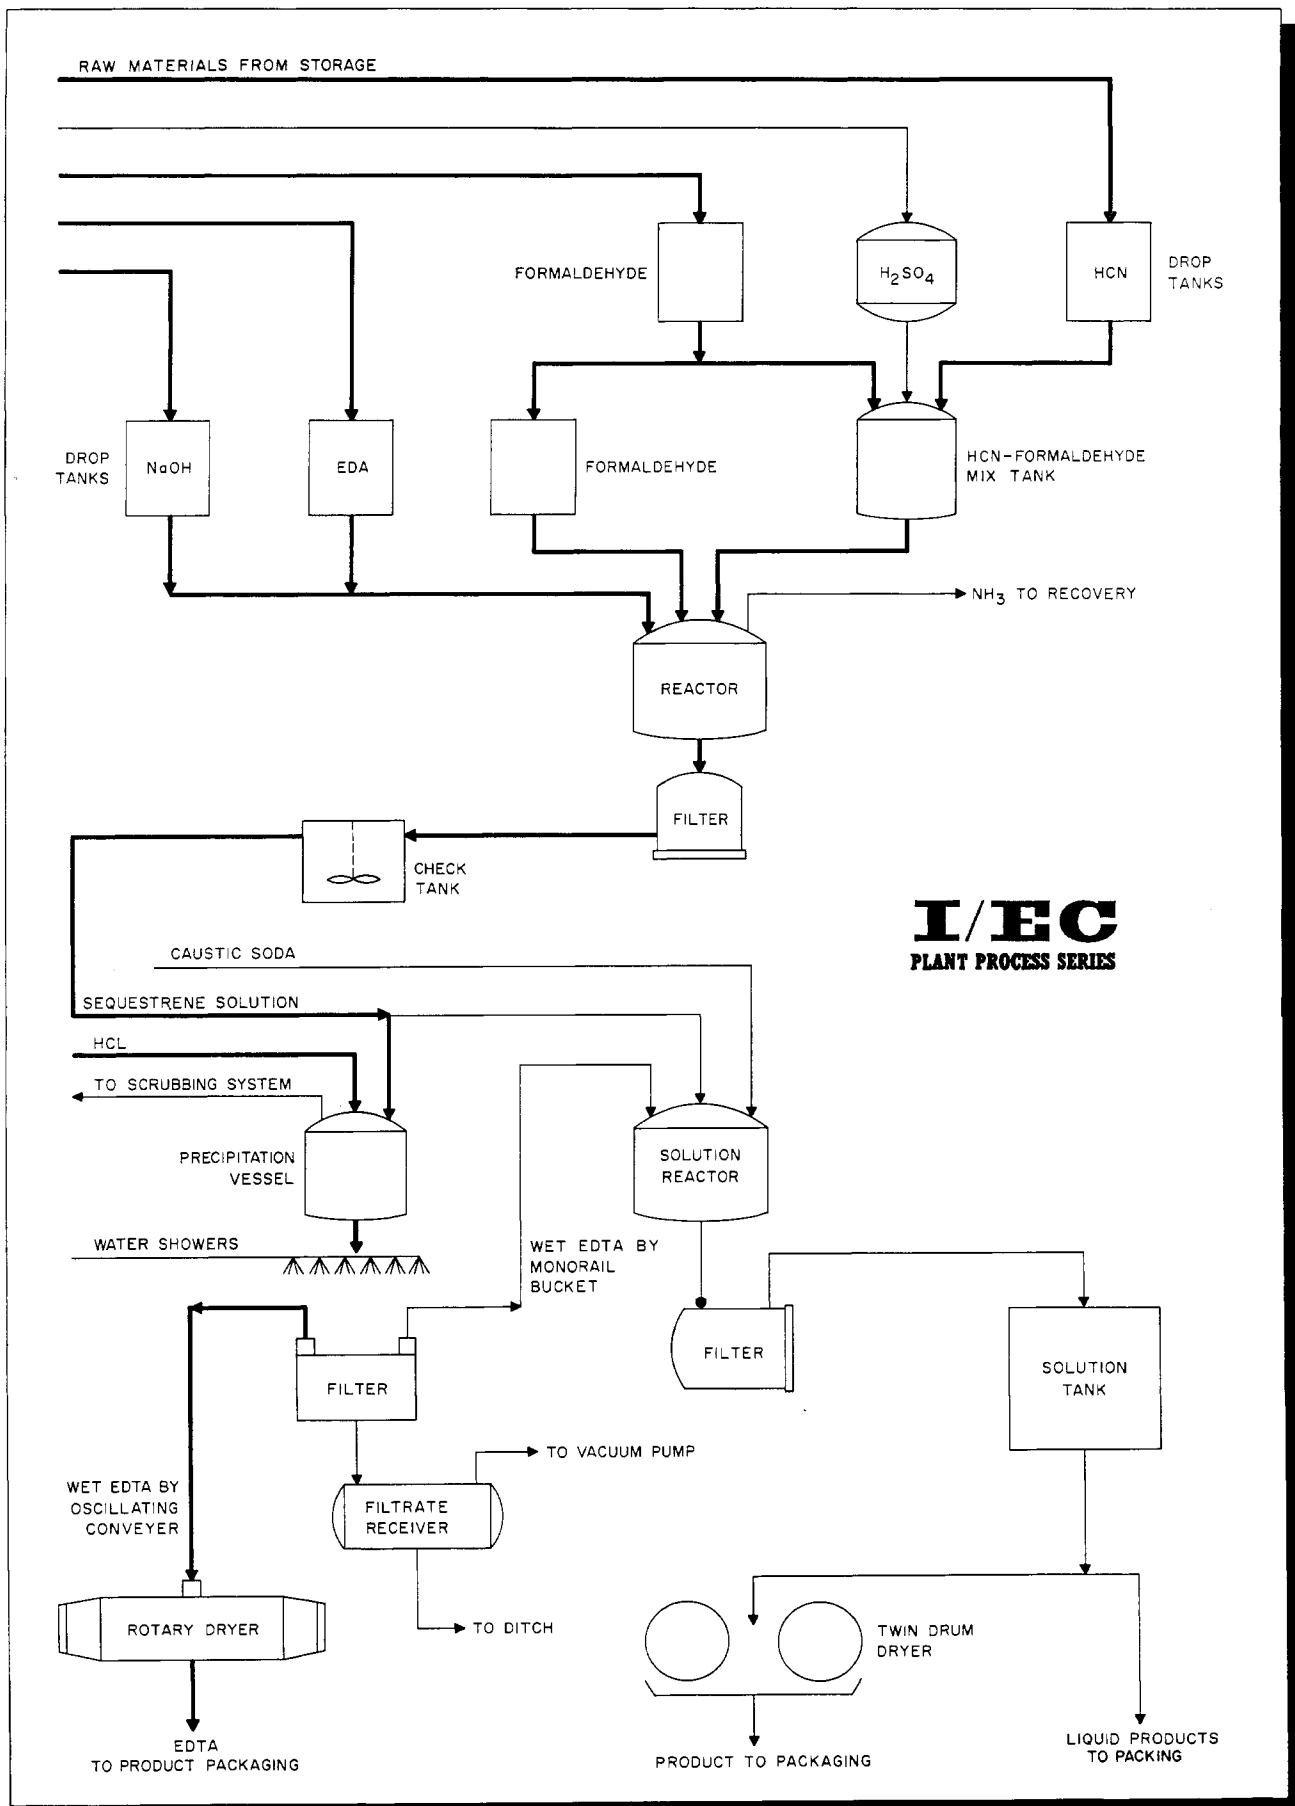 RAW MATERIALS FROM STORAGE
FORMALDEHYDE
H2SO4
HCN
DROP
TANKS
DROP
TANKS
NaOH
EDA
FORMALDEHYDE
HCN-FORMALDEHYDE
MIX TANK
NH3 TO RECOVERY
REACTOR
FILTER
CHECK
TANK
I/EC
PLANT PROCESS SERIES
CAUSTIC SODA
SEQUESTRENE SOLUTION
HCL
TO SCRUBBING SYSTEM
PRECIPITATION
VESSEL
SOLUTION
REACTOR
WATER SHOWERS
WET EDTA BY
MONORAIL
BUCKET
FILTER
FILTER
SOLUTION
TANK
TO VACUUM PUMP
WET EDTA BY
OSCILLATING
CONVEYER
FILTRATE
RECEIVER
ROTARY DRYER
TO DITCH
TWIN DRUM
DRYER
EDTA
TO PRODUCT PACKAGING
PRODUCT TO PACKAGING
LIQUID PRODUCTS
TO PACKING